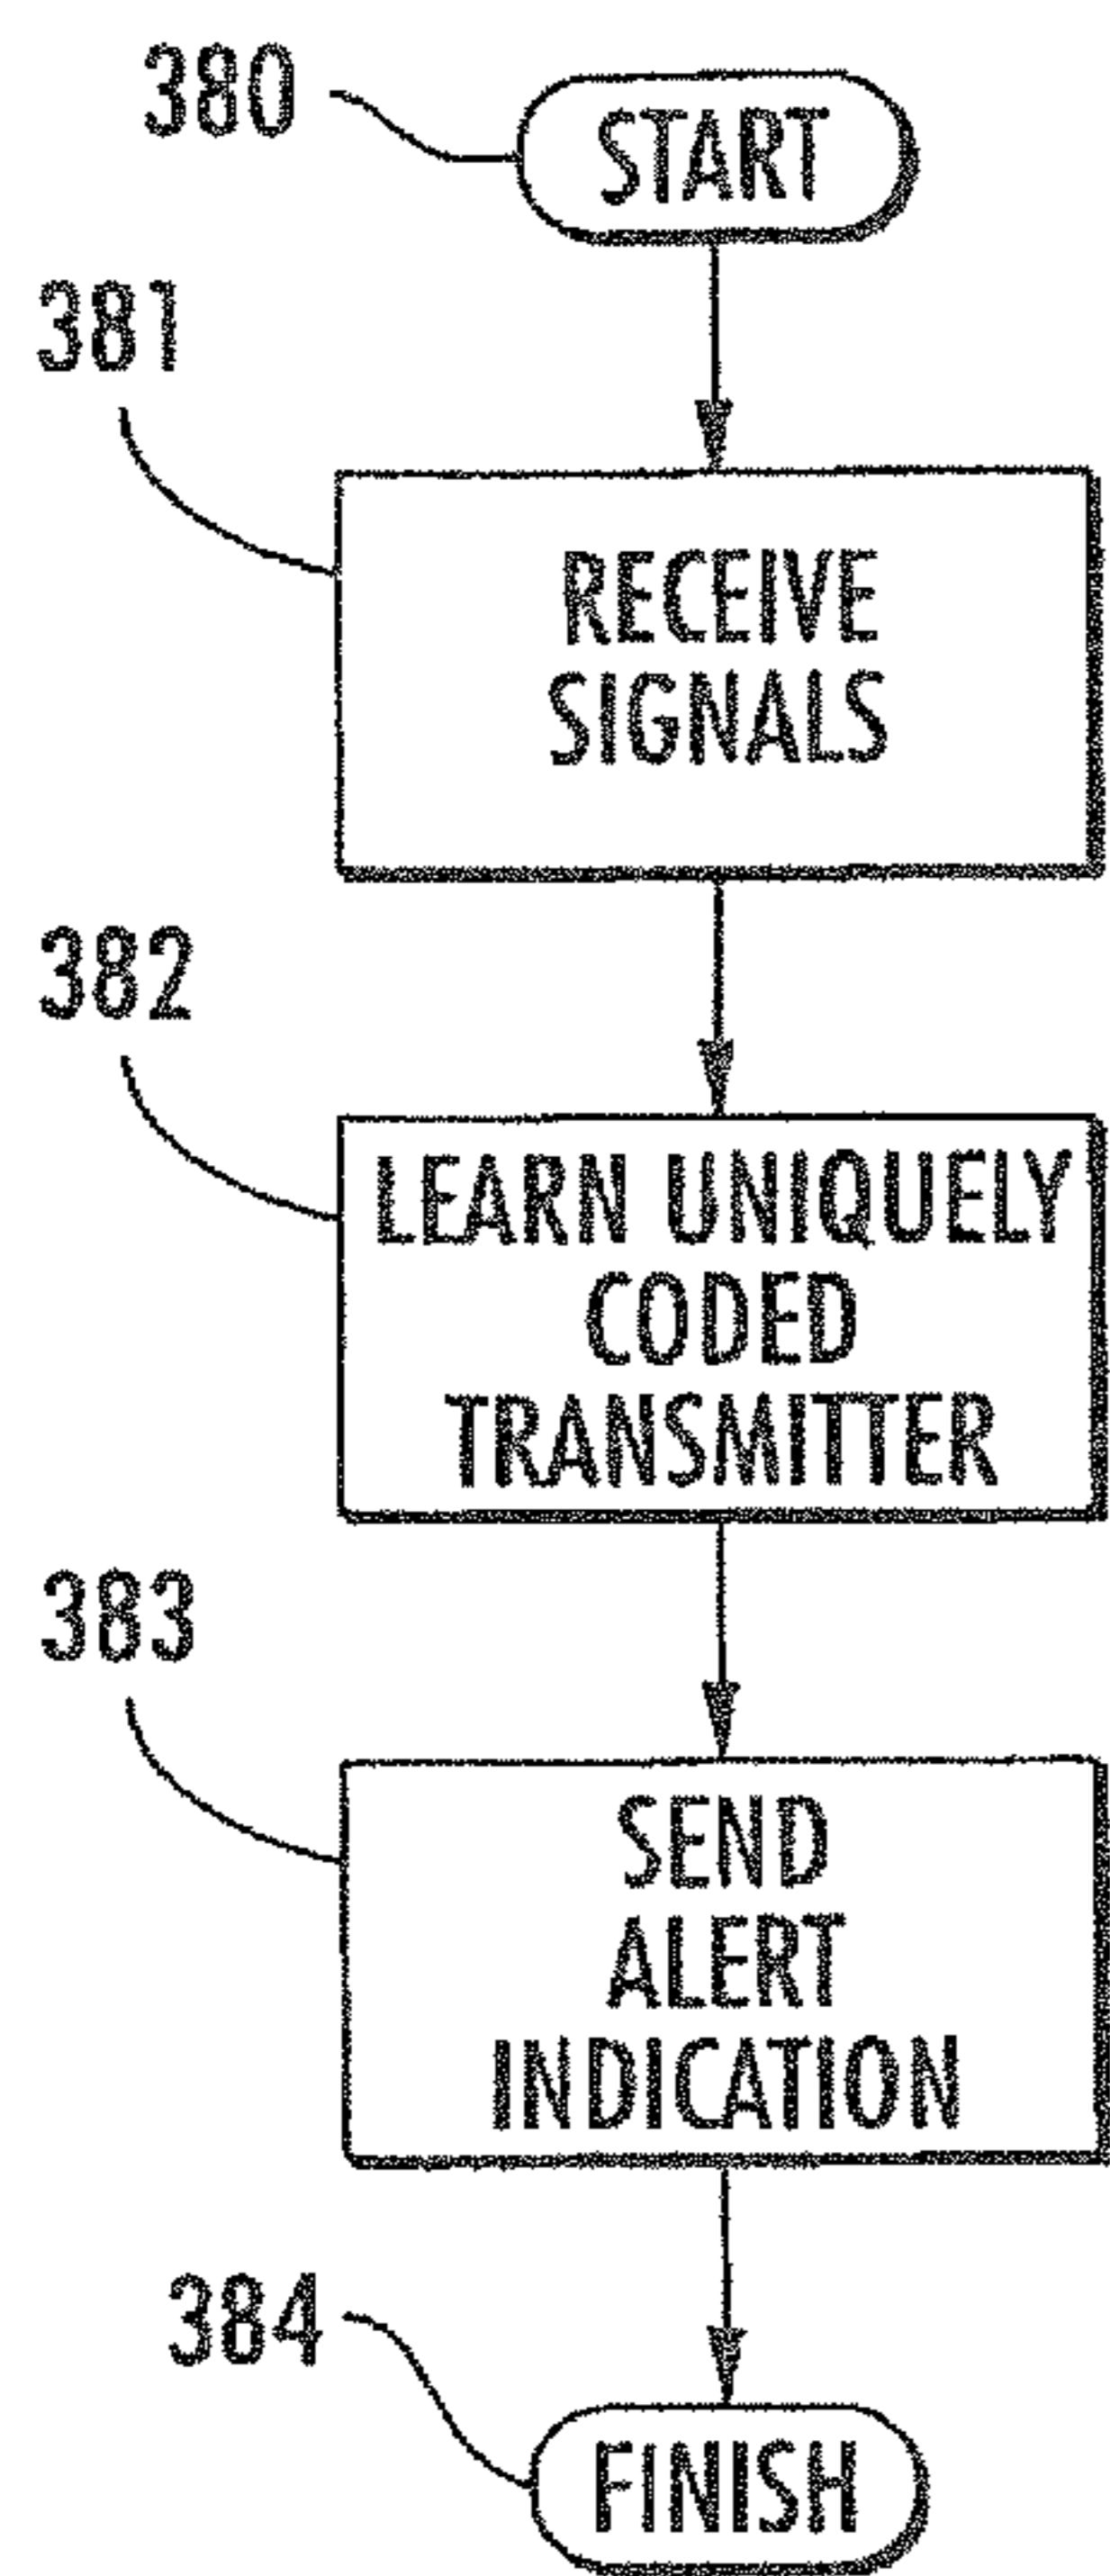 380
START
381
RECEIVE
SIGNALS
382
LEARN UNIQUELY
CODED
TRANSMITTER
383
SEND
ALERT
INDICATION
384
FINISH